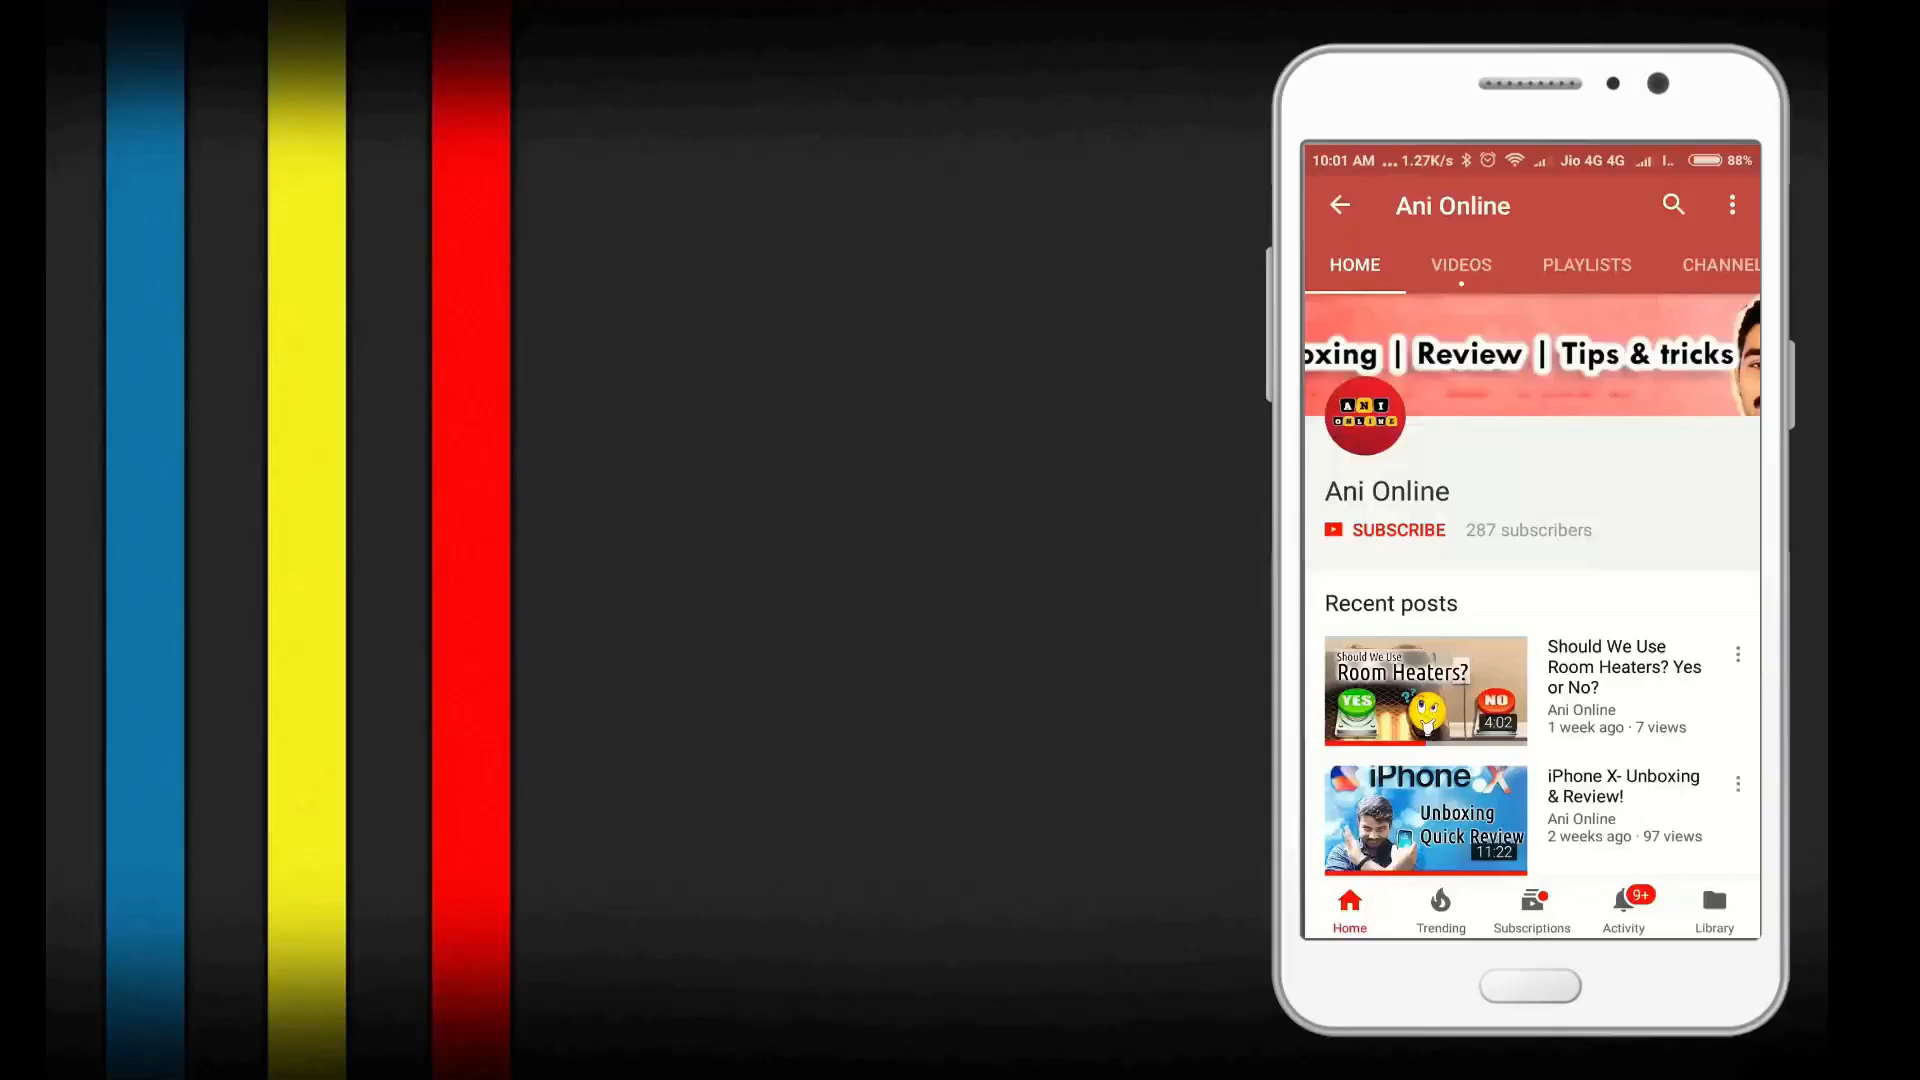 10:01 AM ... 1.27K/s Jio 4G 4G I.. 88%
Ani Online
HOME VIDEOS PLAYLISTS CHANNEL
oxing | Review | Tips & tricks
ANI
ONLINE
Ani Online
SUBSCRIBE 287 subscribers
Recent posts
Should We Use
Room Heaters?
YES
??
NO
4:02
Should We Use
Room Heaters? Yes
or No?
Ani Online
1 week ago · 7 views
iPhone X
Unboxing
Quick Review
11:22
iPhone X- Unboxing
& Review!
Ani Online
2 weeks ago · 97 views
9+
Home Trending Subscriptions Activity Library